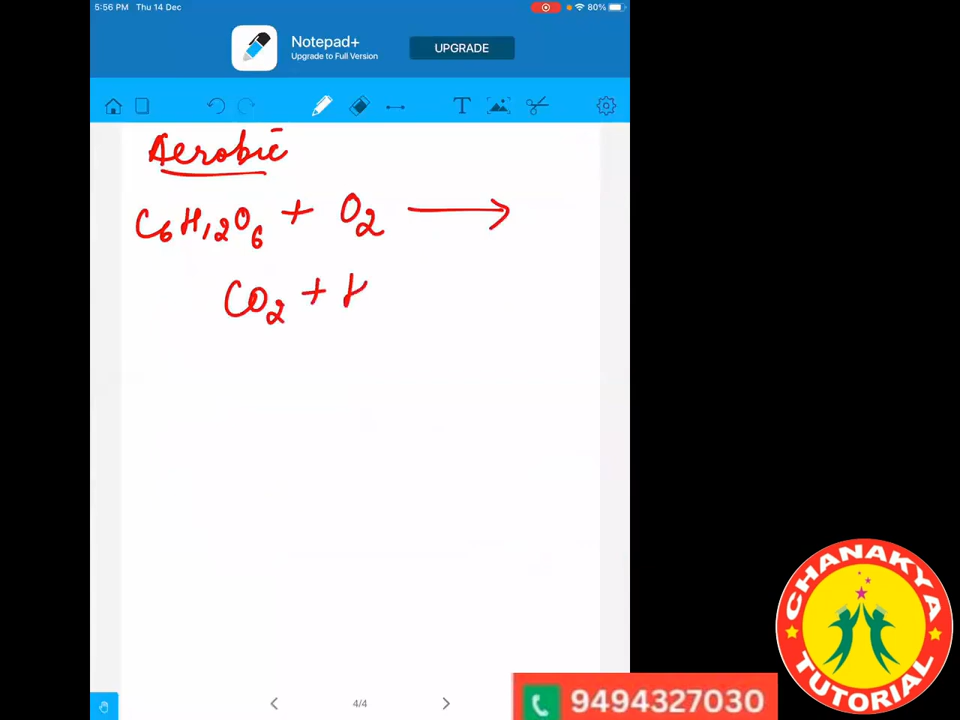 5:56 PM Thu 14 Dec 80%
Notepad+
Upgrade to Full Version
UPGRADE
T
Aerobic
C6H12O6 + O2 ⟶
CO2 +
4/4
CHANAKYA
TUTORIAL
9494327030